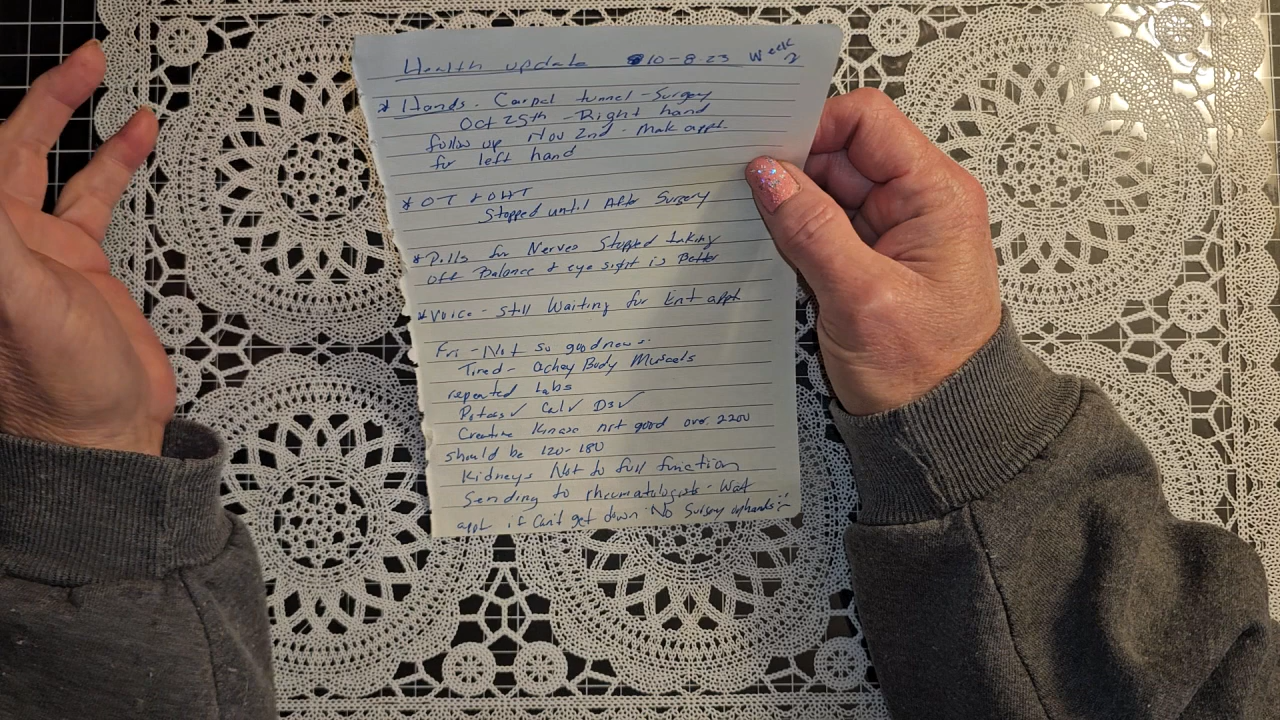 Health update 10-8-23 Week 2
* Hands - Carpal tunnel - Surgery
Oct 25th - Right hand
follow up Nov 2nd - Make appt.
for left hand
* OT + OHT
Stopped until After Surgery
* Pills for Nerves Stopped taking
off Balance & eye sight is Better
* Voice - Still Waiting for Ent appt
Fri - Not so good news.
Tired - Achey Body Muscels
repeated Labs
Potass ✓ Cal ✓ D3 ✓
Creatine Kinase not good over 2200
should be 120-180
Kidneys Not to full function
Sending to rheumatologists - Wait
appt if Can't get down - No Surgery on hands :(